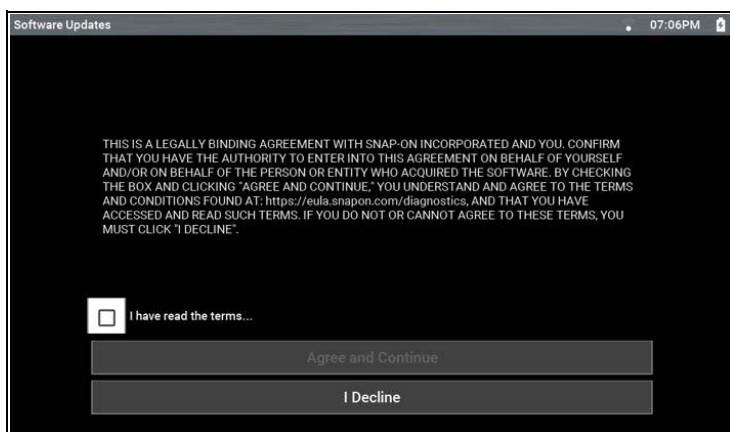 Software Updates 07:06PM
THIS IS A LEGALLY BINDING AGREEMENT WITH SNAP-ON INCORPORATED AND YOU. CONFIRM
THAT YOU HAVE THE AUTHORITY TO ENTER INTO THIS AGREEMENT ON BEHALF OF YOURSELF
AND/OR ON BEHALF OF THE PERSON OR ENTITY WHO ACQUIRED THE SOFTWARE. BY CHECKING
THE BOX AND CLICKING "AGREE AND CONTINUE," YOU UNDERSTAND AND AGREE TO THE TERMS
AND CONDITIONS FOUND AT: https://eula.snapon.com/diagnostics, AND THAT YOU HAVE
ACCESSED AND READ SUCH TERMS. IF YOU DO NOT OR CANNOT AGREE TO THESE TERMS, YOU
MUST CLICK "I DECLINE".
I have read the terms...
Agree and Continue
I Decline